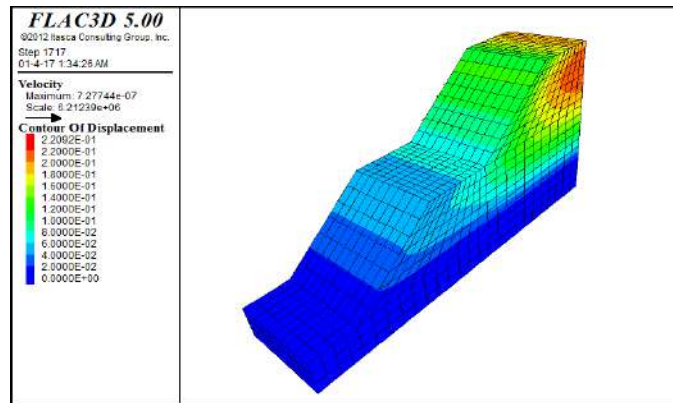 FLAC3D 5.00
©2012 Itasca Consulting Group, Inc.
Step 1717
01-4-17 1:34:26 AM
Velocity
Maximum: 7.27744e-07
Scale: 6.21239e+06
Contour Of Displacement
2.2092E-01
2.2000E-01
2.0000E-01
1.8000E-01
1.6000E-01
1.4000E-01
1.2000E-01
1.0000E-01
8.0000E-02
6.0000E-02
4.0000E-02
2.0000E-02
0.0000E+00